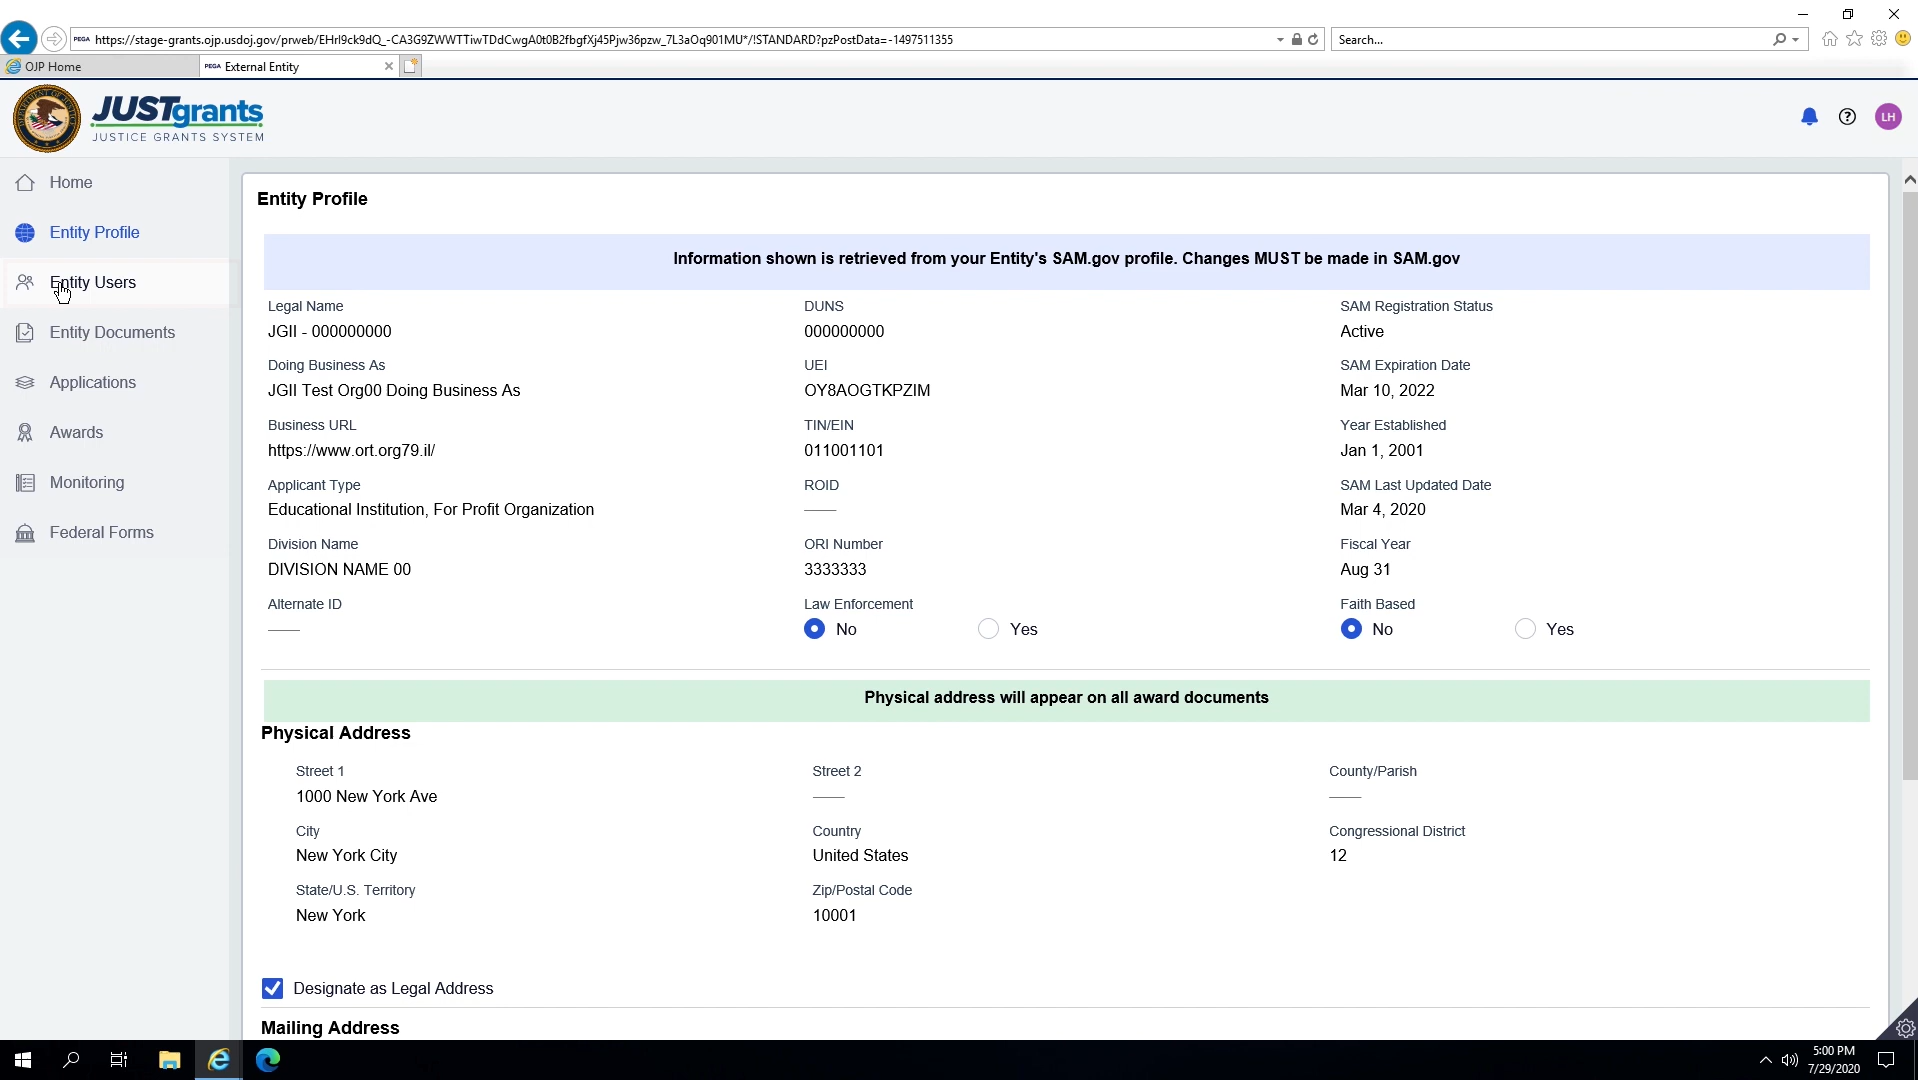 PEGA https://stage-grants.ojp.usdoj.gov/prweb/EHrl9ck9dQ_-CA3G9ZWWTTiwTDdCwgA0t0B2fbgfXj45Pjw36pzw_7L3aOq901MU*/!STANDARD?pzPostData=-1497511355
Search...
OJP Home
PEGA External Entity
JUSTgrants
JUSTICE GRANTS SYSTEM
LH
Home
Entity Profile
Entity Users
Entity Documents
Applications
Awards
Monitoring
Federal Forms
Entity Profile
Information shown is retrieved from your Entity's SAM.gov profile. Changes MUST be made in SAM.gov
Legal Name DUNS SAM Registration Status
JGII - 000000000 000000000 Active
Doing Business As UEI SAM Expiration Date
JGII Test Org00 Doing Business As OY8AOGTKPZIM Mar 10, 2022
Business URL TIN/EIN Year Established
https://www.ort.org79.il/ 011001101 Jan 1, 2001
Applicant Type ROID SAM Last Updated Date
Educational Institution, For Profit Organization Mar 4, 2020
Division Name ORI Number Fiscal Year
DIVISION NAME 00 3333333 Aug 31
Alternate ID Law Enforcement Faith Based
No Yes No Yes
Physical address will appear on all award documents
Physical Address
Street 1 Street 2 County/Parish
1000 New York Ave
City Country Congressional District
New York City United States 12
State/U.S. Territory Zip/Postal Code
New York 10001
Designate as Legal Address
Mailing Address
5:00 PM
7/29/2020